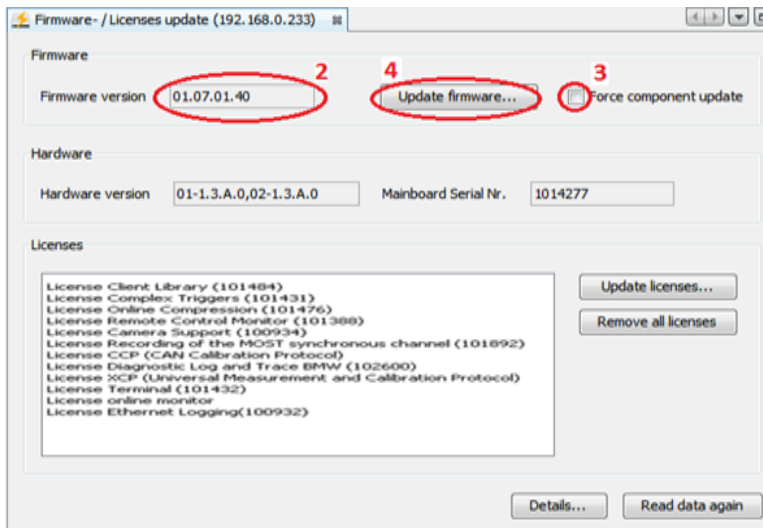 Firmware- / Licenses update (192.168.0.233)
Firmware
2
4
3
Firmware version 01.07.01.40 Update firmware... Force component update
Hardware
Hardware version 01-1.3.A.0,02-1.3.A.0 Mainboard Serial Nr. 1014277
Licenses
License Client Library (101484)
License Complex Triggers (101431)
License Online Compression (101476)
License Remote Control Monitor (101388)
License Camera Support (100934)
License Recording of the MOST synchronous channel (101892)
License CCP (CAN Calibration Protocol)
License Diagnostic Log and Trace BMW (102600)
License XCP (Universal Measurement and Calibration Protocol)
License Terminal (101432)
License online monitor
License Ethernet Logging(100932)
Update licenses...
Remove all licenses
Details... Read data again